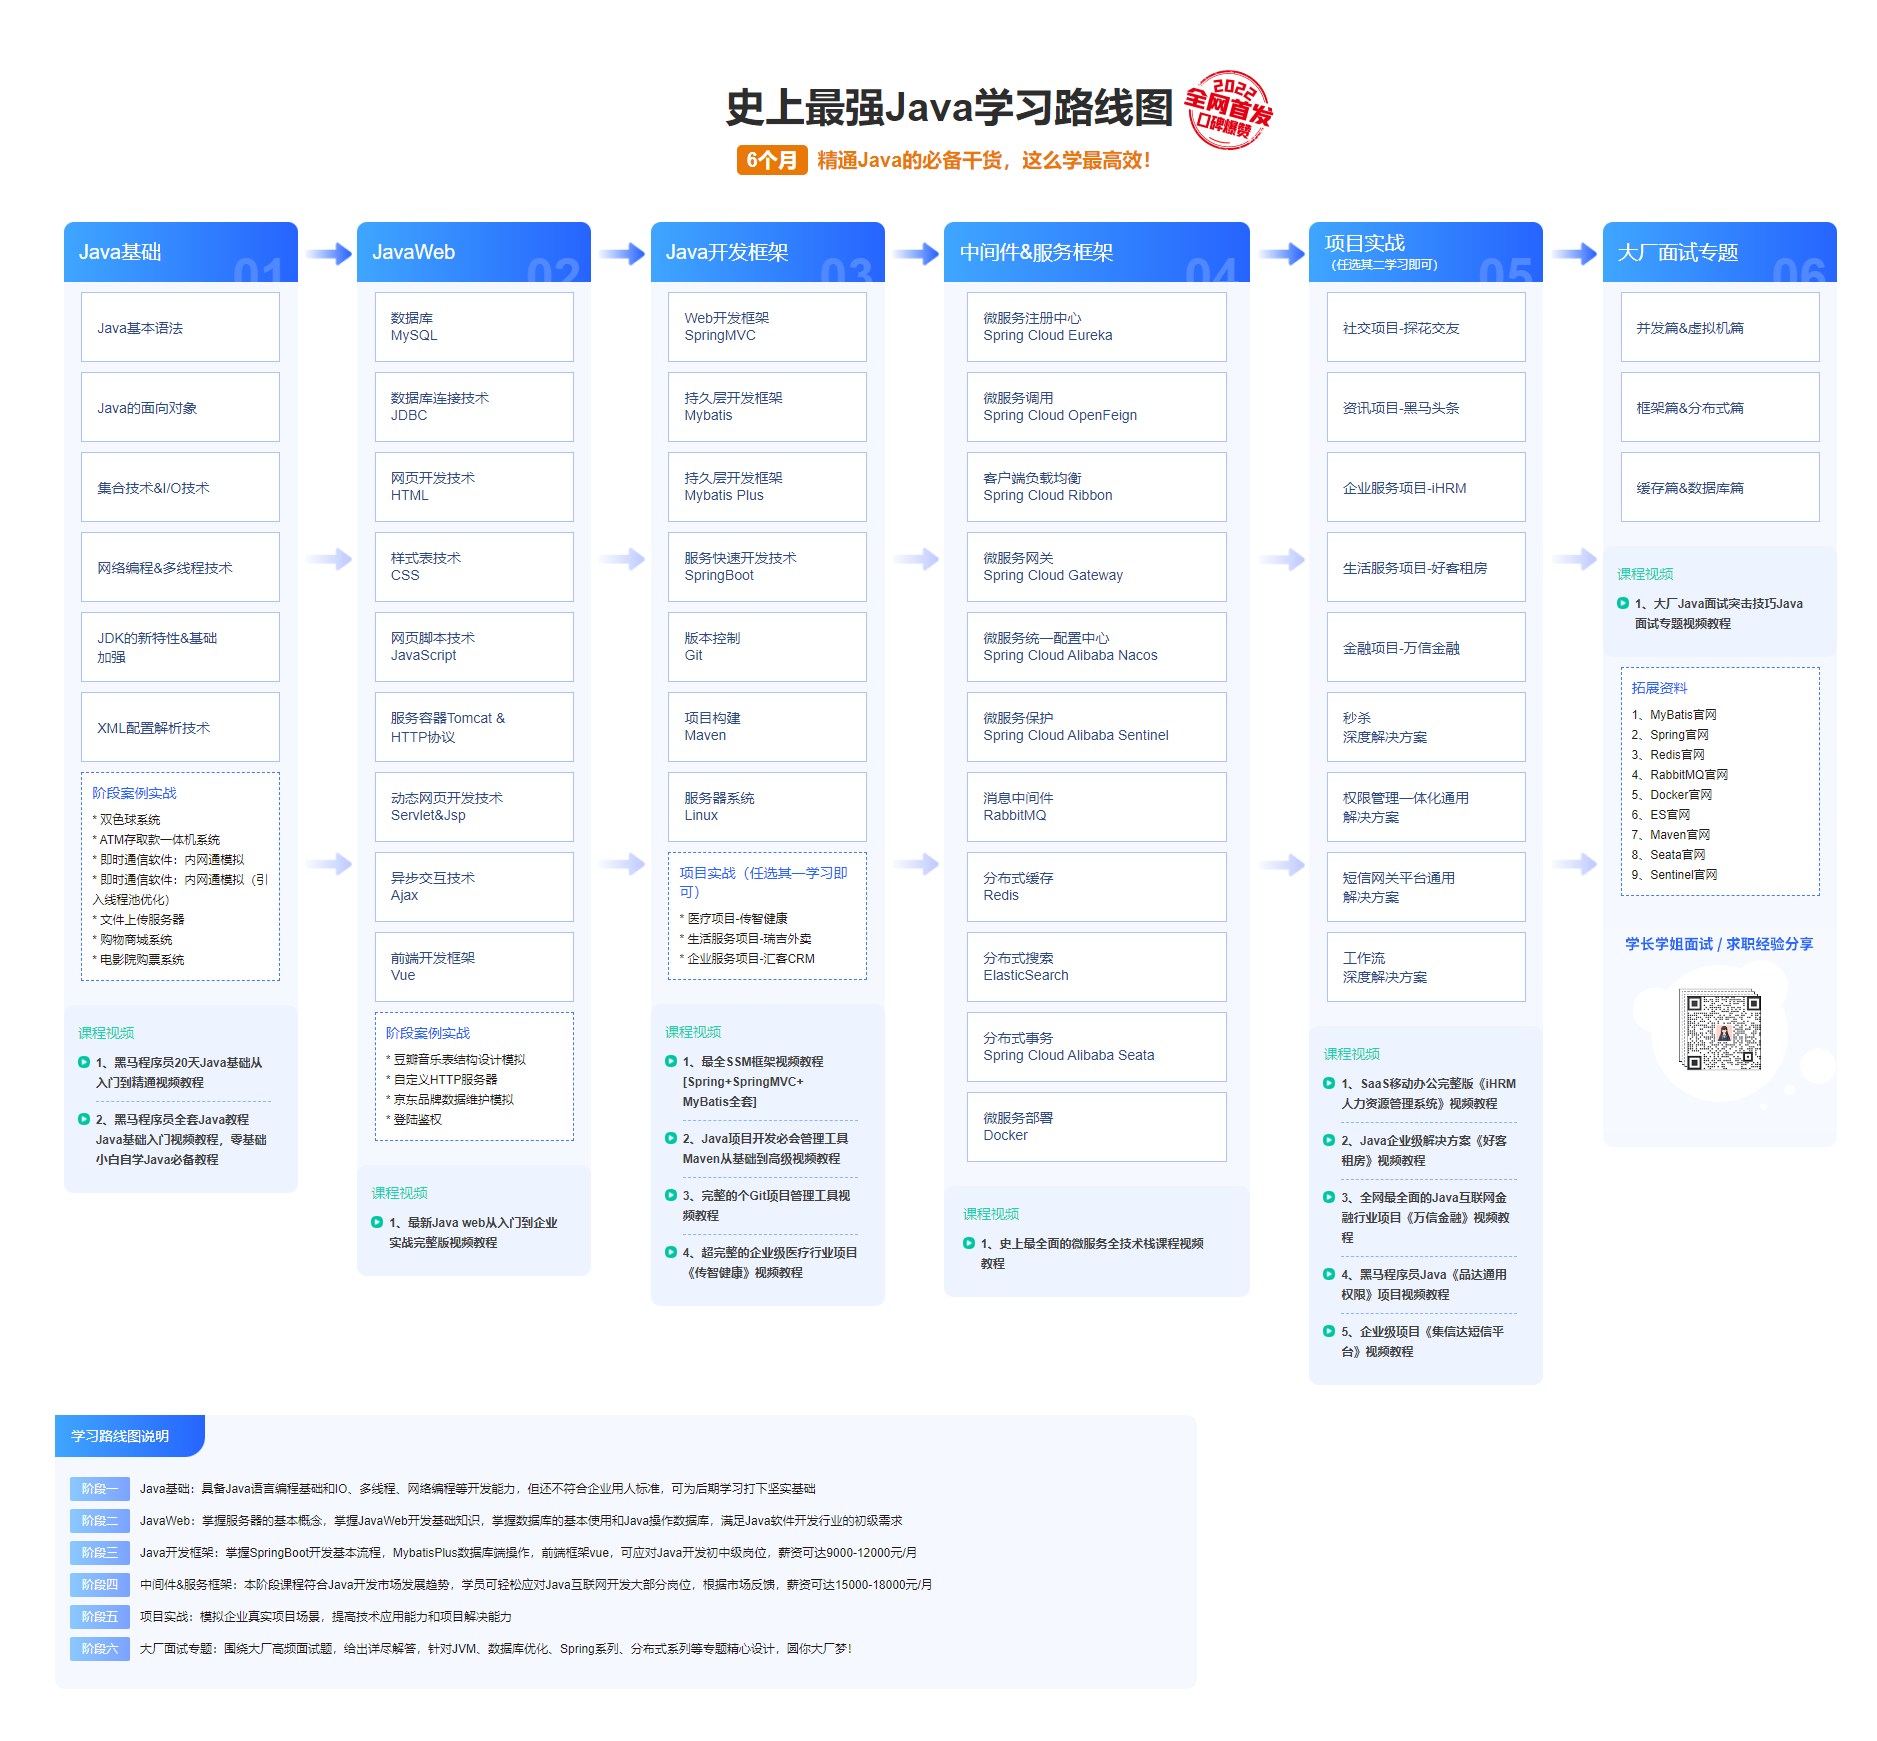 史上最强Java学习路线图
2022
全网首发
口碑爆赞
6个月 精通Java的必备干货，这么学最高效！
Java基础
01
Java基本语法
Java的面向对象
集合技术&I/O技术
网络编程&多线程技术
JDK的新特性&基础
加强
XML配置解析技术
阶段案例实战
* 双色球系统
* ATM存取款一体机系统
* 即时通信软件：内网通模拟
* 即时通信软件：内网通模拟（引
入线程池优化）
* 文件上传服务器
* 购物商城系统
* 电影院购票系统
课程视频
1、黑马程序员20天Java基础从
入门到精通视频教程
2、黑马程序员全套Java教程
Java基础入门视频教程，零基础
小白自学Java必备教程
JavaWeb
02
数据库
MySQL
数据库连接技术
JDBC
网页开发技术
HTML
样式表技术
CSS
网页脚本技术
JavaScript
服务容器Tomcat &
HTTP协议
动态网页开发技术
Servlet&Jsp
异步交互技术
Ajax
前端开发框架
Vue
阶段案例实战
* 豆瓣音乐表结构设计模拟
* 自定义HTTP服务器
* 京东品牌数据维护模拟
* 登陆鉴权
课程视频
1、最新Java web从入门到企业
实战完整版视频教程
Java开发框架
03
Web开发框架
SpringMVC
持久层开发框架
Mybatis
持久层开发框架
Mybatis Plus
服务快速开发技术
SpringBoot
版本控制
Git
项目构建
Maven
服务器系统
Linux
项目实战（任选其一学习即
可）
* 医疗项目-传智健康
* 生活服务项目-瑞吉外卖
* 企业服务项目-汇客CRM
课程视频
1、最全SSM框架视频教程
[Spring+SpringMVC+
MyBatis全套]
2、Java项目开发必会管理工具
Maven从基础到高级视频教程
3、完整的个Git项目管理工具视
频教程
4、超完整的企业级医疗行业项目
《传智健康》视频教程
中间件&服务框架
04
微服务注册中心
Spring Cloud Eureka
微服务调用
Spring Cloud OpenFeign
客户端负载均衡
Spring Cloud Ribbon
微服务网关
Spring Cloud Gateway
微服务统一配置中心
Spring Cloud Alibaba Nacos
微服务保护
Spring Cloud Alibaba Sentinel
消息中间件
RabbitMQ
分布式缓存
Redis
分布式搜索
ElasticSearch
分布式事务
Spring Cloud Alibaba Seata
微服务部署
Docker
课程视频
1、史上最全面的微服务全技术栈课程视频
教程
项目实战
（任选其二学习即可）
05
社交项目-探花交友
资讯项目-黑马头条
企业服务项目-iHRM
生活服务项目-好客租房
金融项目-万信金融
秒杀
深度解决方案
权限管理一体化通用
解决方案
短信网关平台通用
解决方案
工作流
深度解决方案
课程视频
1、SaaS移动办公完整版《iHRM
人力资源管理系统》视频教程
2、Java企业级解决方案《好客
租房》视频教程
3、全网最全面的Java互联网金
融行业项目《万信金融》视频教
程
4、黑马程序员Java《品达通用
权限》项目视频教程
5、企业级项目《集信达短信平
台》视频教程
大厂面试专题
06
并发篇&虚拟机篇
框架篇&分布式篇
缓存篇&数据库篇
课程视频
1、大厂Java面试突击技巧Java
面试专题视频教程
拓展资料
1、MyBatis官网
2、Spring官网
3、Redis官网
4、RabbitMQ官网
5、Docker官网
6、ES官网
7、Maven官网
8、Seata官网
9、Sentinel官网
学长学姐面试 / 求职经验分享
学习路线图说明
阶段一 Java基础：具备Java语言编程基础和IO、多线程、网络编程等开发能力，但还不符合企业用人标准，可为后期学习打下坚实基础
阶段二 JavaWeb：掌握服务器的基本概念，掌握JavaWeb开发基础知识，掌握数据库的基本使用和Java操作数据库，满足Java软件开发行业的初级需求
阶段三 Java开发框架：掌握SpringBoot开发基本流程，MybatisPlus数据库端操作，前端框架vue，可应对Java开发初中级岗位，薪资可达9000-12000元/月
阶段四 中间件&服务框架：本阶段课程符合Java开发市场发展趋势，学员可轻松应对Java互联网开发大部分岗位，根据市场反馈，薪资可达15000-18000元/月
阶段五 项目实战：模拟企业真实项目场景，提高技术应用能力和项目解决能力
阶段六 大厂面试专题：围绕大厂高频面试题，给出详尽解答，针对JVM、数据库优化、Spring系列、分布式系列等专题精心设计，圆你大厂梦！